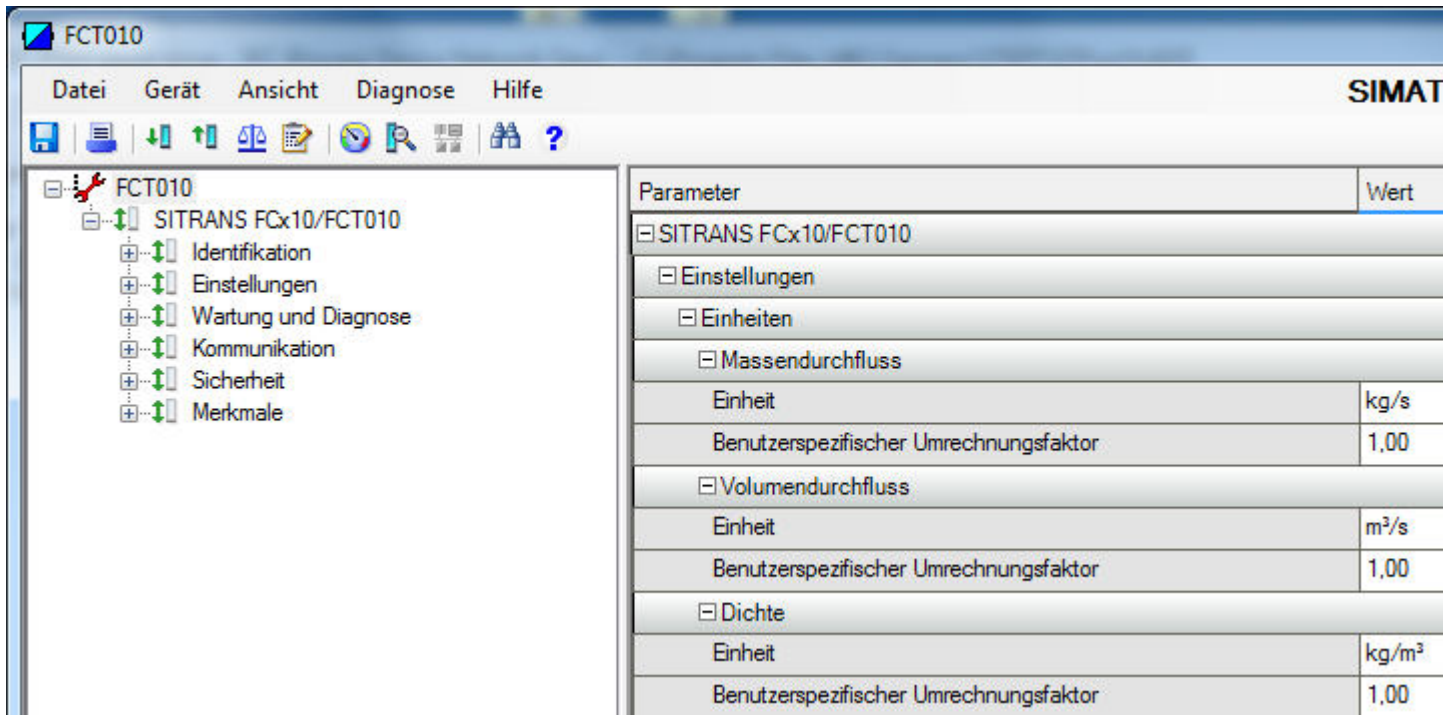 FCT010
Datei Gerät Ansicht Diagnose Hilfe
SIMAT
?
FCT010
SITRANS FCx10/FCT010
Identifikation
Einstellungen
Wartung und Diagnose
Kommunikation
Sicherheit
Merkmale
Parameter Wert
SITRANS FCx10/FCT010
Einstellungen
Einheiten
Massendurchfluss
Einheit kg/s
Benutzerspezifischer Umrechnungsfaktor 1,00
Volumendurchfluss
Einheit m³/s
Benutzerspezifischer Umrechnungsfaktor 1,00
Dichte
Einheit kg/m³
Benutzerspezifischer Umrechnungsfaktor 1,00